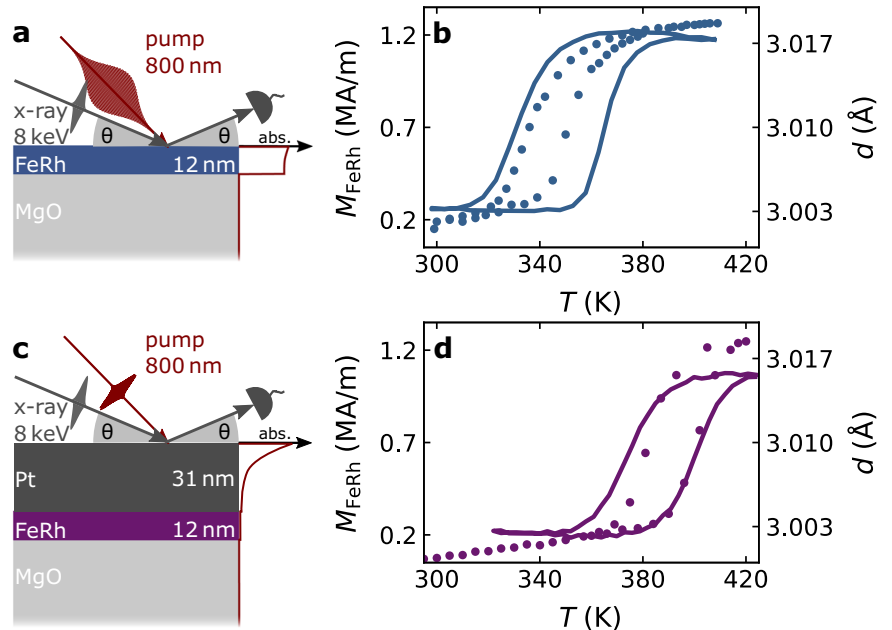 a
pump
800 nm
x-ray
8 keV
θ
θ
abs.
FeRh 12 nm
MgO
b
M_FeRh (MA/m)
1.2
0.7
0.2
300 340 380 420
T (K)
3.017
3.010
3.003
d (Å)
c
pump
800 nm
x-ray
8 keV
θ
θ
abs.
Pt 31 nm
FeRh 12 nm
MgO
d
M_FeRh (MA/m)
1.2
0.7
0.2
300 340 380 420
T (K)
3.017
3.010
3.003
d (Å)